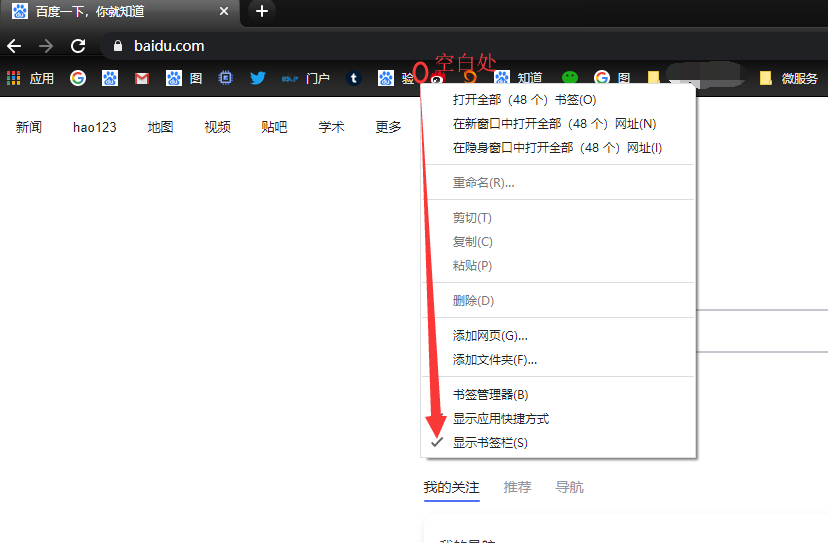 百度一下，你就知道
baidu.com
空白处
应用 图 门户 验 知道 图 微服务
新闻 hao123 地图 视频 贴吧 学术 更多
打开全部（48 个）书签(O)
在新窗口中打开全部（48 个）网址(N)
在隐身窗口中打开全部（48 个）网址(I)
重命名(R)...
剪切(T)
复制(C)
粘贴(P)
删除(D)
添加网页(G)...
添加文件夹(F)...
书签管理器(B)
显示应用快捷方式
显示书签栏(S)
我的关注 推荐 导航